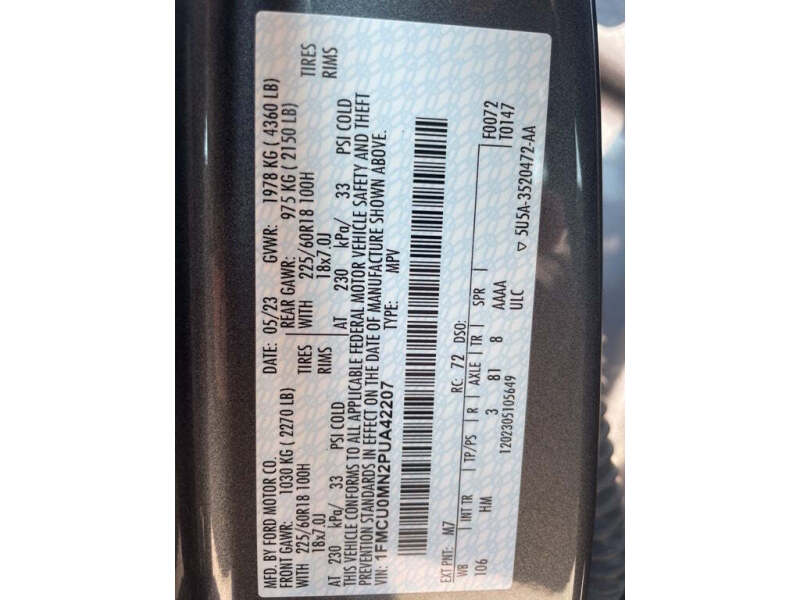 MFD. BY FORD MOTOR CO.
DATE: 05/23 GVWR: 1978 KG ( 4360 LB)
FRONT GAWR: 1030 KG ( 2270 LB) REAR GAWR: 975 KG ( 2150 LB)
WITH 225/60R18 100H TIRES WITH 225/60R18 100H TIRES
18x7.0J RIMS 18x7.0J RIMS
AT 230 kPa/ 33 PSI COLD AT 230 kPa/ 33 PSI COLD
THIS VEHICLE CONFORMS TO ALL APPLICABLE FEDERAL MOTOR VEHICLE SAFETY AND THEFT
PREVENTION STANDARDS IN EFFECT ON THE DATE OF MANUFACTURE SHOWN ABOVE.
VIN: 1FMCU0MN2PUA42207 TYPE: MPV
F0072
T0147
EXT PNT: M7 RC: 72 DSO:
WB INT TR TP/PS R AXLE TR SPR
106 HM 3 81 8 AAAA
ULC
1202305105649 ▽ 5U5A-3520472-AA